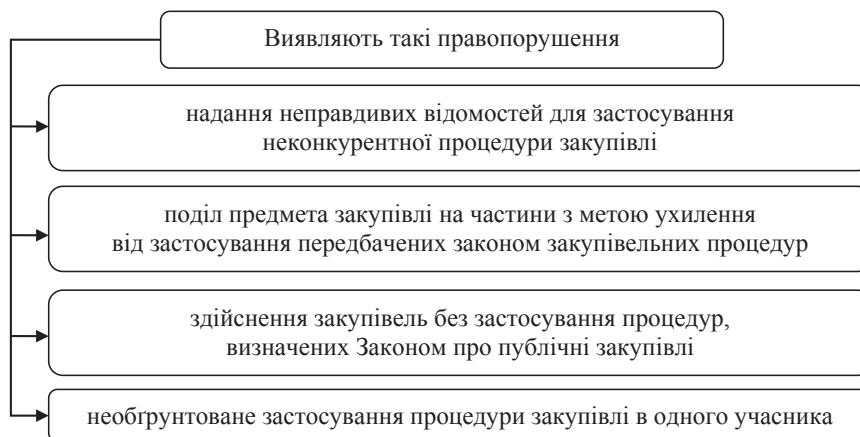 Виявляють такі правопорушення
надання неправдивих відомостей для застосування
неконкурентної процедури закупівлі
поділ предмета закупівлі на частини з метою ухилення
від застосування передбачених законом закупівельних процедур
здійснення закупівель без застосування процедур,
визначених Законом про публічні закупівлі
необґрунтоване застосування процедури закупівлі в одного учасника